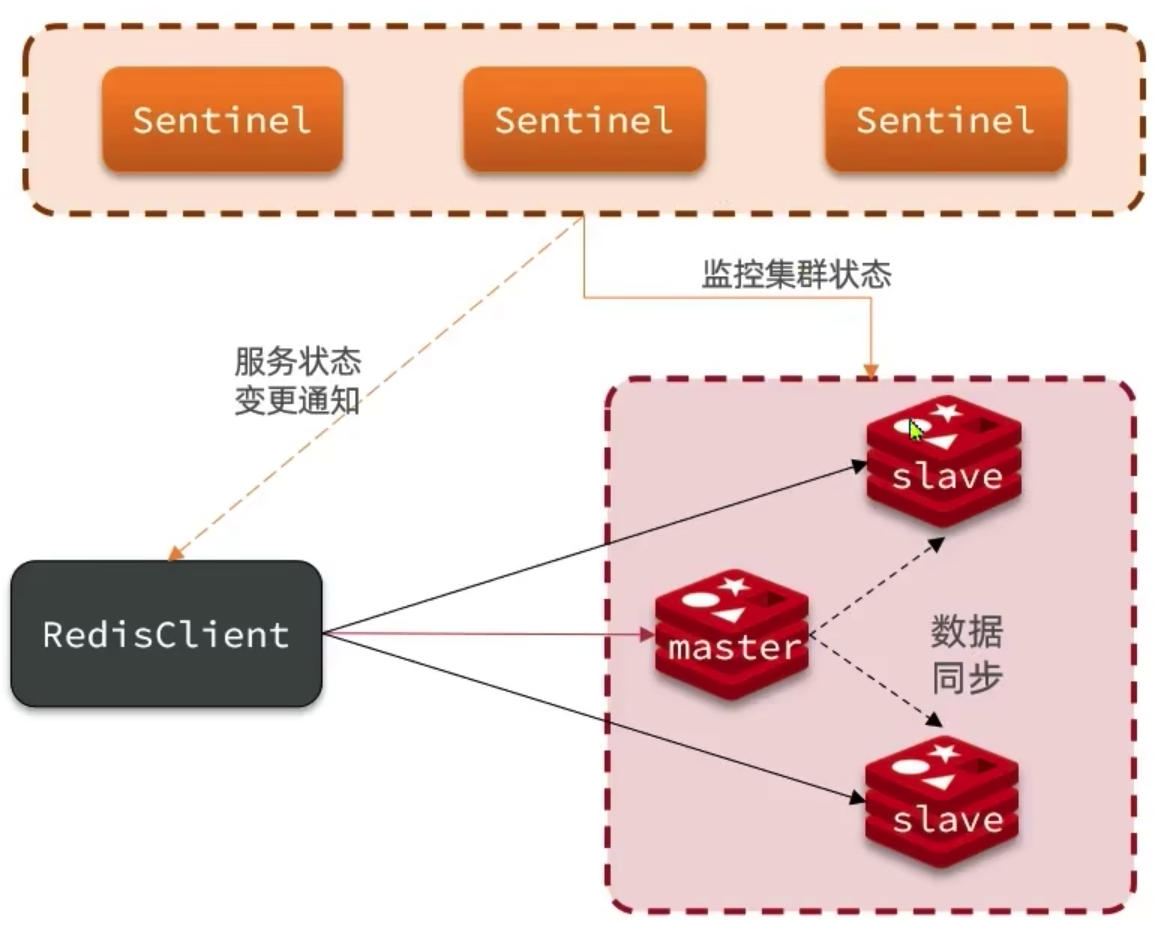 Sentinel
Sentinel
Sentinel
监控集群状态
服务状态
变更通知
slave
RedisClient
master
数据
同步
slave